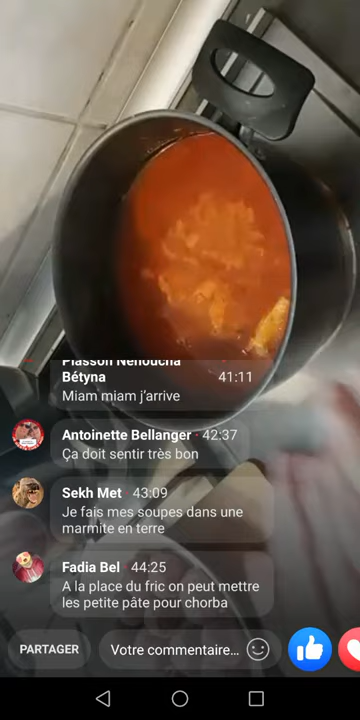 Plasson Nenoucha
Bétyna 41:11
Miam miam j'arrive
Antoinette Bellanger · 42:37
Ça doit sentir très bon
Sekh Met · 43:09
Je fais mes soupes dans une
marmite en terre
Fadia Bel · 44:25
A la place du fric on peut mettre
les petite pâte pour chorba
PARTAGER Votre commentaire...